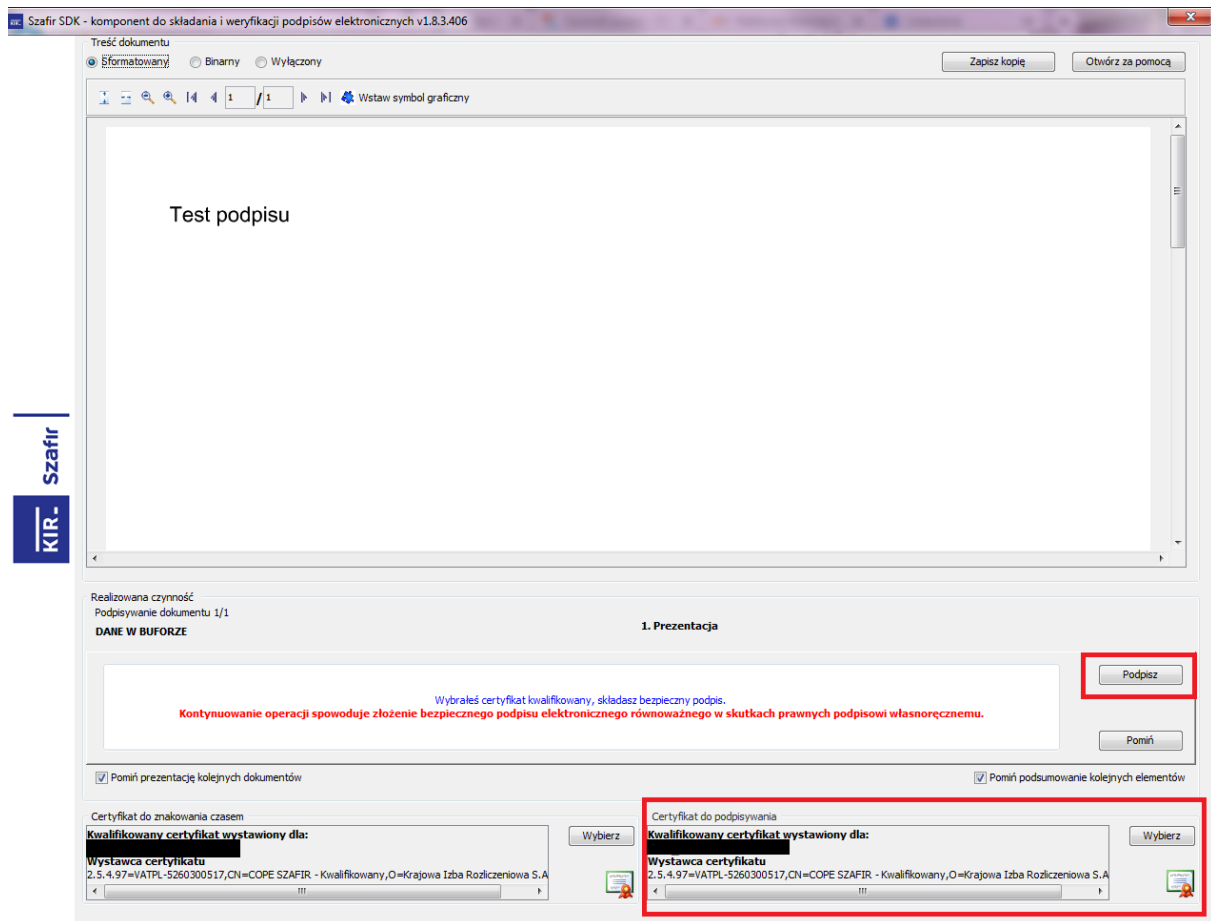 KIR Szafir SDK - komponent do składania i weryfikacji podpisów elektronicznych v1.8.3.406
Treść dokumentu
Sformatowany Binarny Wyłączony Zapisz kopię Otwórz za pomocą
1 / 1 Wstaw symbol graficzny
Test podpisu
KIR Szafir
Realizowana czynność
Podpisywanie dokumentu 1/1
DANE W BUFORZE
1. Prezentacja
Podpisz
Wybrałeś certyfikat kwalifikowany, składasz bezpieczny podpis.
Kontynuowanie operacji spowoduje złożenie bezpiecznego podpisu elektronicznego równoważnego w skutkach prawnych podpisowi własnoręcznemu.
Pomiń
Pomiń prezentację kolejnych dokumentów Pomiń podsumowanie kolejnych elementów
Certyfikat do znakowania czasem
Kwalifikowany certyfikat wystawiony dla: Wybierz
Wystawca certyfikatu
2.5.4.97=VATPL-5260300517,CN=COPE SZAFIR - Kwalifikowany,O=Krajowa Izba Rozliczeniowa S.A
Certyfikat do podpisywania
Kwalifikowany certyfikat wystawiony dla: Wybierz
Wystawca certyfikatu
2.5.4.97=VATPL-5260300517,CN=COPE SZAFIR - Kwalifikowany,O=Krajowa Izba Rozliczeniowa S.A